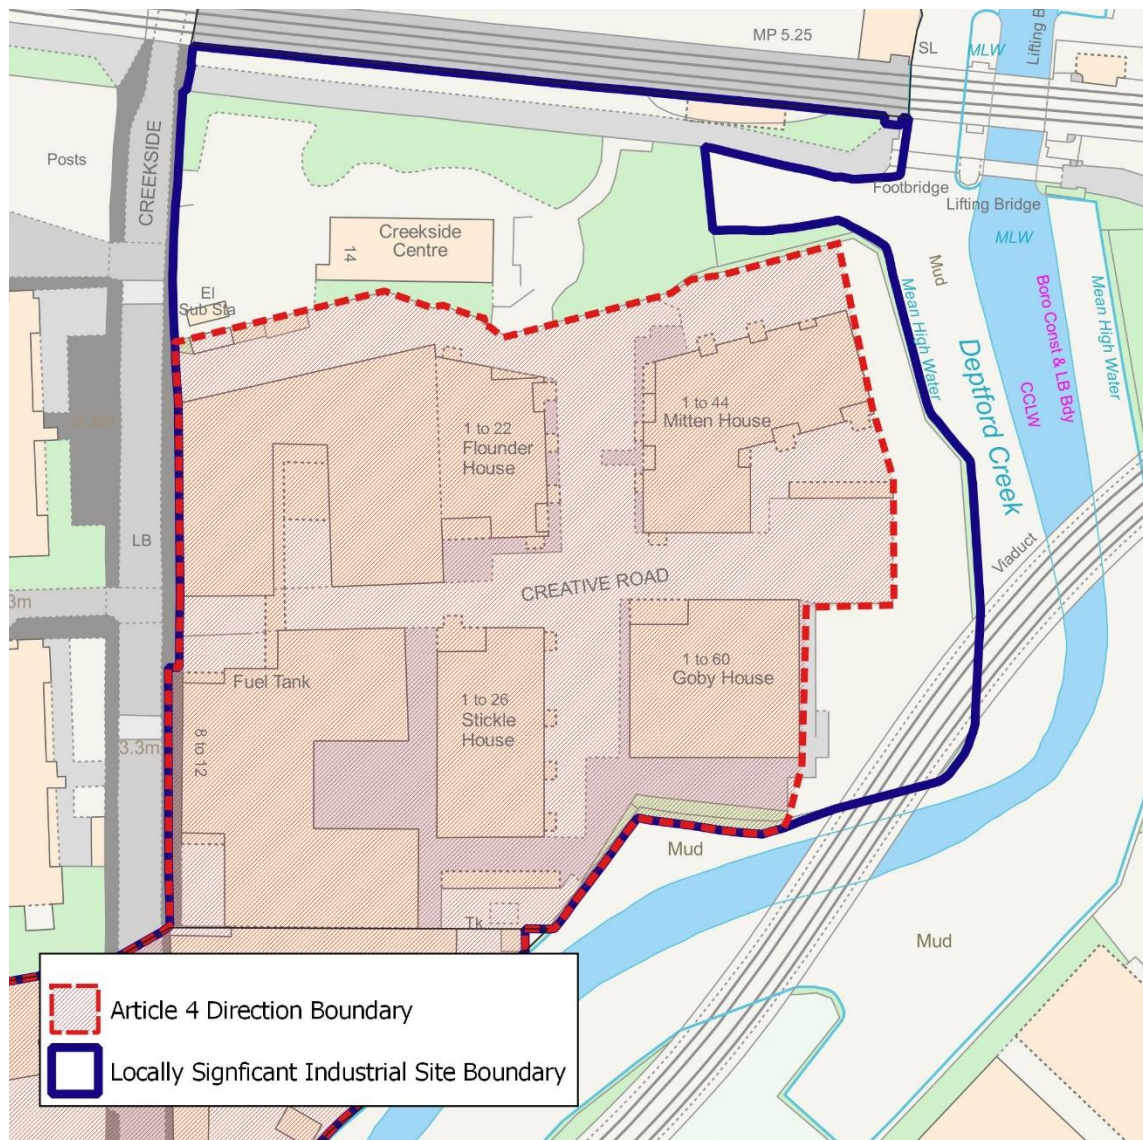 MP 5.25
SL
MLW
Lifting B
Posts
CREEKSIDE
Footbridge
Lifting Bridge
MLW
Creekside
Centre
14
Mud
El
Sub Sta
Mean High Water
Boro Const & LB Bdy
Mean High Water
CCLW
Deptford Creek
1 to 22
Flounder
House
1 to 44
Mitten House
LB
Viaduct
CREATIVE ROAD
3m
1 to 60
Goby House
Fuel Tank
1 to 26
Stickle
House
8 to 12
3.3m
Mud
Tk
Mud
Article 4 Direction Boundary
Locally Signficant Industrial Site Boundary